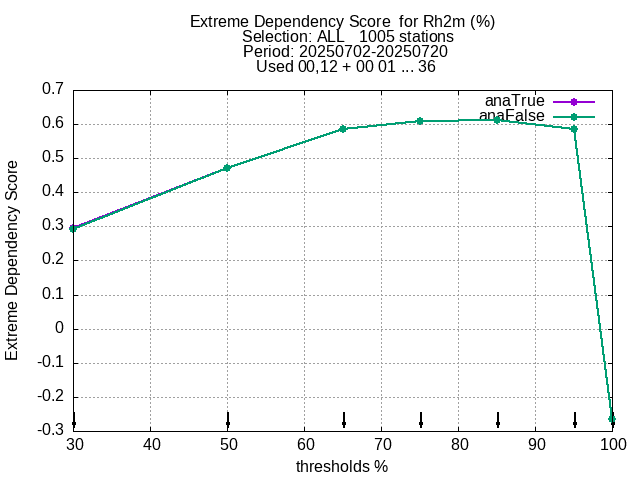 Extreme Dependency Score  for Rh2m (%)
Selection: ALL   1005 stations
Period: 20250702-20250720
Used 00,12 + 00 01 ... 36
anaTrue
anaFalse
Extreme Dependency Score
0.7
0.6
0.5
0.4
0.3
0.2
0.1
0
-0.1
-0.2
-0.3
30 40 50 60 70 80 90 100
thresholds %